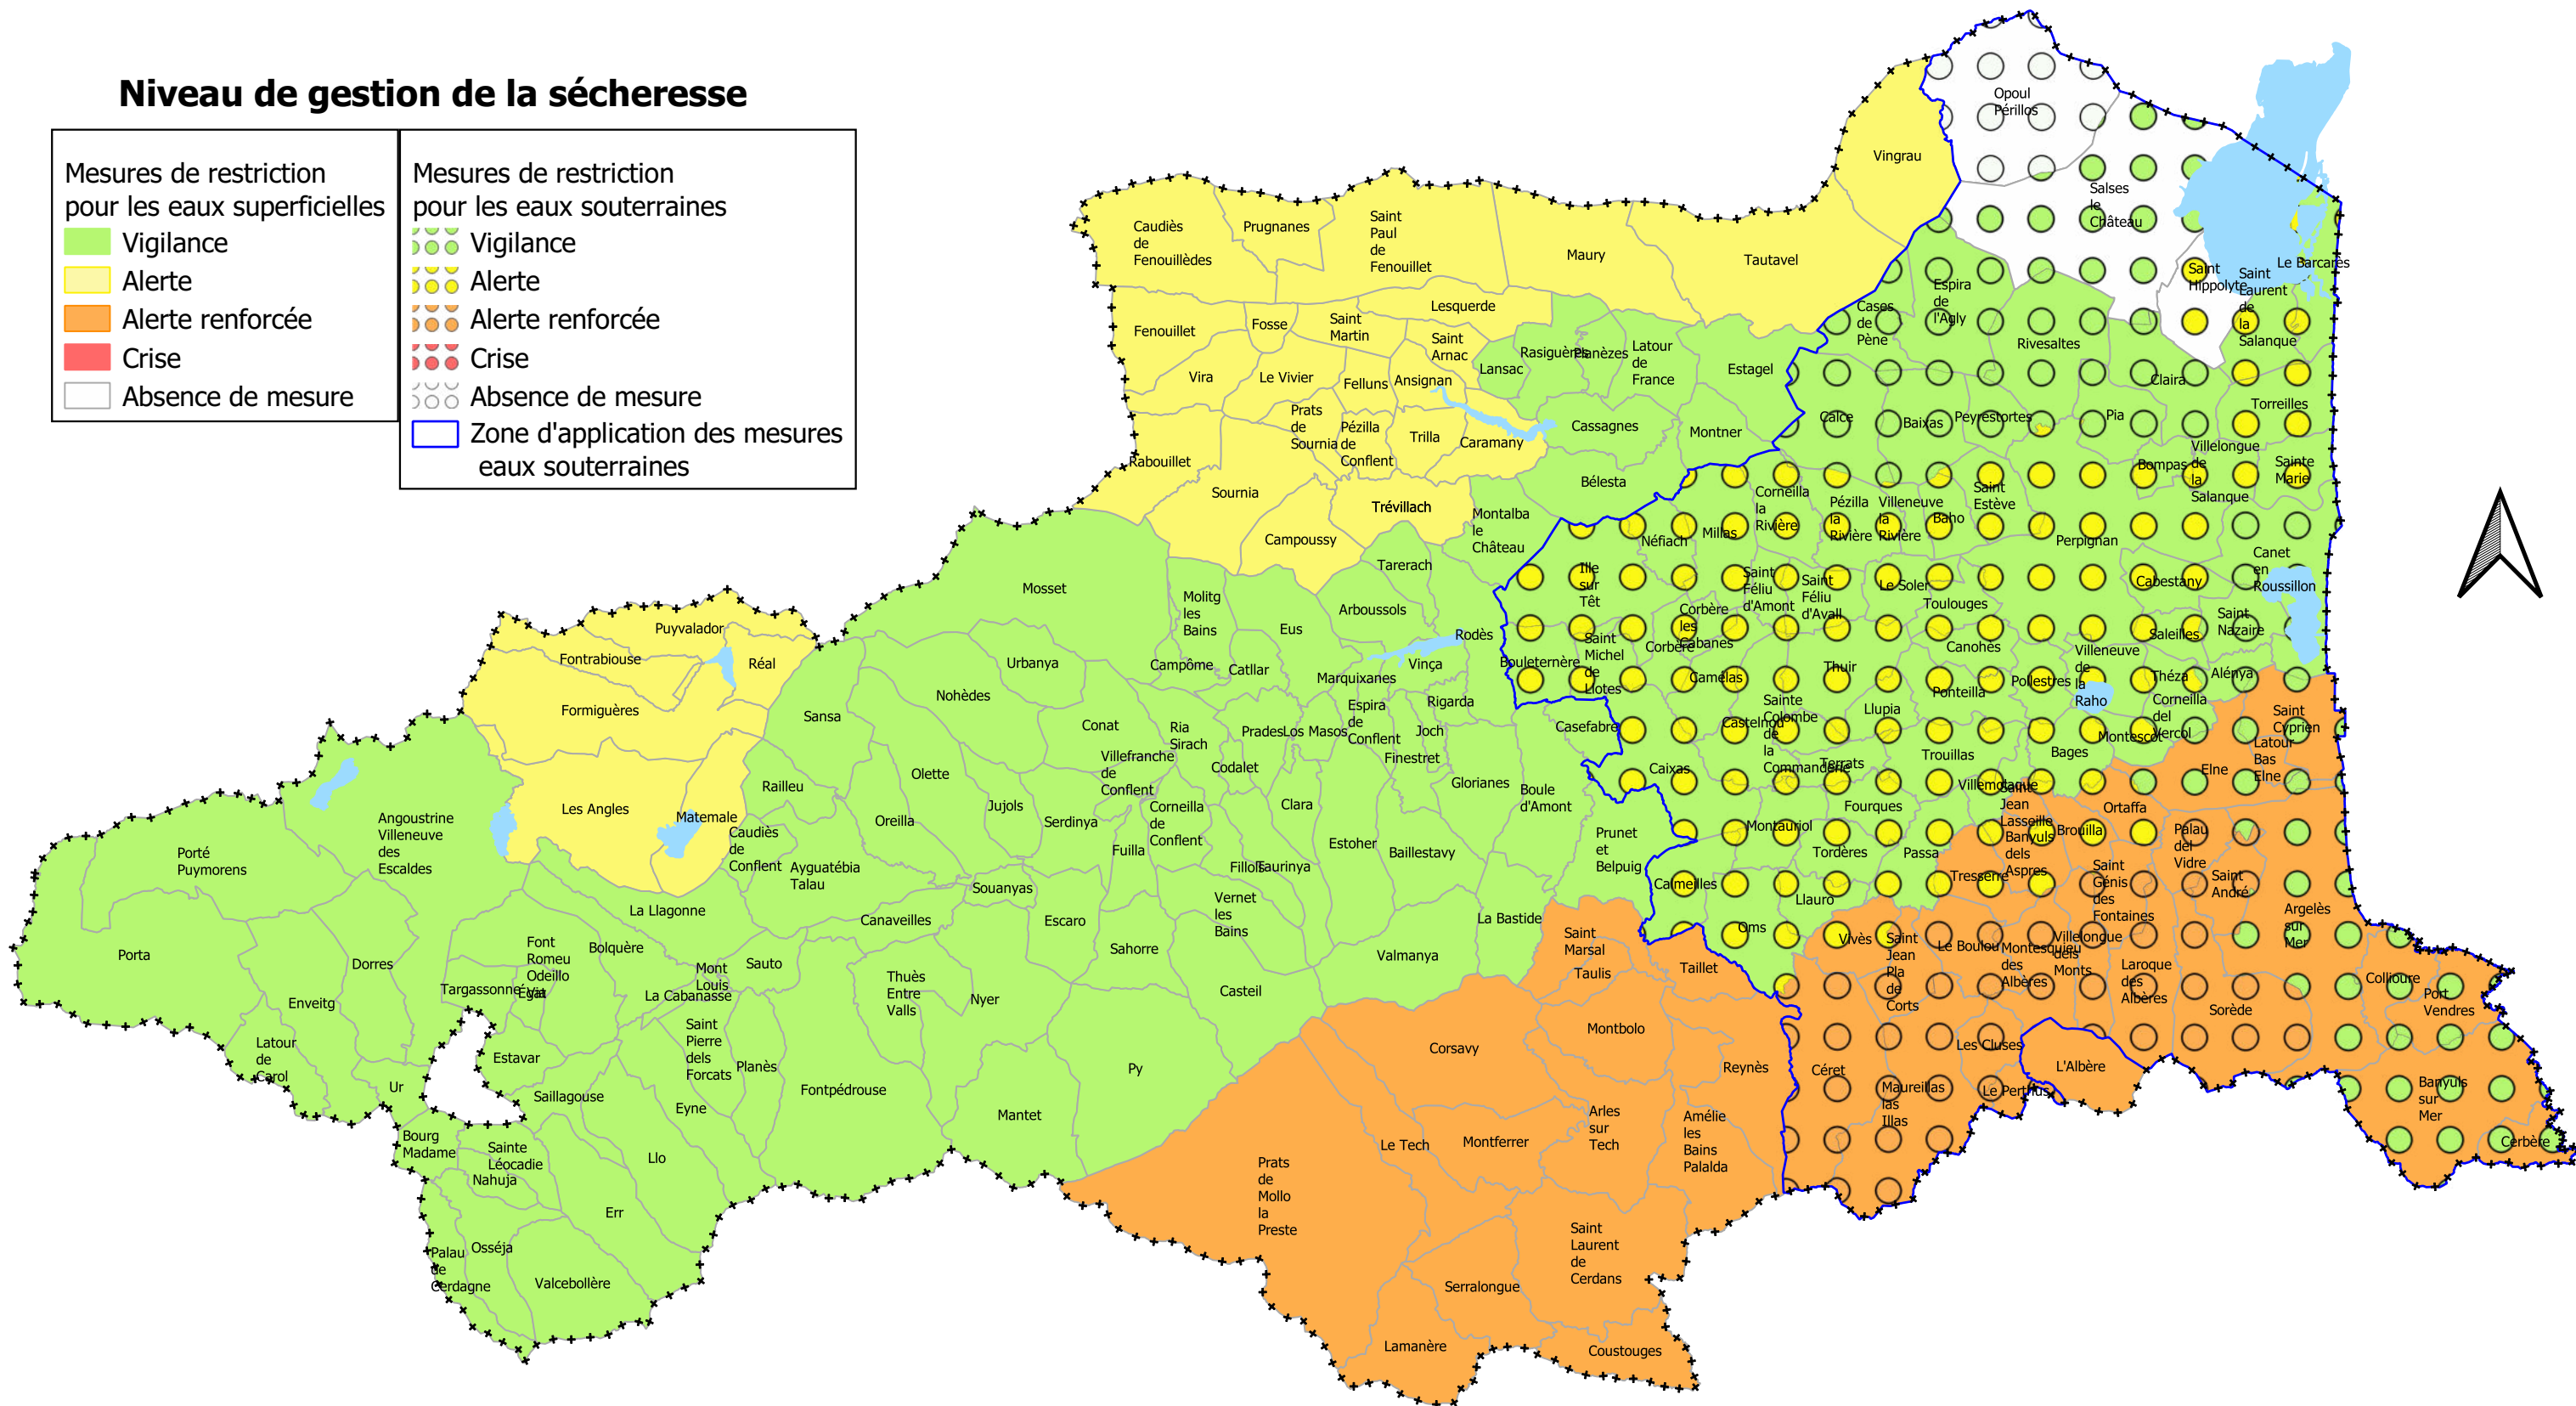 Niveau de gestion de la sécheresse
Mesures de restriction
pour les eaux superficielles
Vigilance
Alerte
Alerte renforcée
Crise
Absence de mesure
Mesures de restriction
pour les eaux souterraines
Vigilance
Alerte
Alerte renforcée
Crise
Absence de mesure
Zone d'application des mesures
eaux souterraines
Opoul
Périllos
Vingrau
Salses
le
Château
Caudiès
de
Fenouillèdes
Prugnanes
Saint
Paul
de
Fenouillet
Maury
Tautavel
Le Barcarès
Saint
Hippolyte
Saint
Laurent
de
la
Salanque
Espira
de
l'Agly
Cases
de
Pène
Rivesaltes
Lesquerde
Fenouillet
Fosse
Saint
Martin
Saint
Arnac
Lansac
Rasiguères
Planèzes
Latour
de
France
Estagel
Vira
Le Vivier
Felluns
Ansignan
Claira
Torreilles
Prats
de
Sournia
Pézilla
de
Conflent
Trilla
Caramany
Cassagnes
Montner
Calce
Baixas
Peyrestortes
Pia
Villelongue
de
la
Salanque
Bompas
Sainte
Marie
Rabouillet
Sournia
Trévillach
Bélesta
Campoussy
Montalba
le
Château
Tarerach
Corneilla
la
Rivière
Pézilla
la
Rivière
Villeneuve
la
Rivière
Baho
Saint
Estève
Néfiach
Millas
Perpignan
Canet
en
Roussillon
Mosset
Molitg
les
Bains
Arboussols
Eus
Ille
sur
Têt
Saint
Féliu
d'Amont
Saint
Féliu
d'Avall
Le Soler
Toulouges
Cabestany
Saint
Nazaire
Puyvalador
Fontrabiouse
Réal
Urbanya
Campôme
Catllar
Rodès
Vinça
Marquixanes
Bouleternère
Saint
Michel
de
Llotes
Corbère
Corbère
les
Cabanes
Camélas
Thuir
Canohès
Saleilles
Villeneuve
de
la
Raho
Théza
Alénya
Pollestres
Ponteilla
Formiguères
Sansa
Nohèdes
Conat
Ria
Sirach
Prades
Los Masos
Espira
de
Conflent
Rigarda
Joch
Finestret
Casefabre
Castelnou
Sainte
Colombe
de
la
Commanderie
Llupia
Corneilla
del
Vercol
Montescot
Saint
Cyprien
Latour
Bas
Elne
Elne
Bages
Trouillas
Terrats
Les Angles
Matemale
Railleu
Olette
Jujols
Villefranche
de
Conflent
Codalet
Corneilla
de
Conflent
Clara
Glorianes
Boule
d'Amont
Caixas
Villemolaque
Fourques
Saint
Jean
Lasseille
Ortaffa
Brouilla
Palau
del
Vidre
Angoustrine
Villeneuve
des
Escaldes
Porté
Puymorens
Caudiès
de
Conflent
Oreilla
Serdinya
Fuilla
Estoher
Baillestavy
Prunet
et
Belpuig
Montauriol
Tordères
Passa
Banyuls
dels
Aspres
Tresserre
Saint
Génis
des
Fontaines
Saint
André
Argelès
sur
Mer
Ayguatébia
Talau
Souanyas
Fillols
Taurinya
Vernet
les
Bains
Calmeilles
Llauro
La Llagonne
Canaveilles
Escaro
Sahorre
La Bastide
Oms
Vivès
Saint
Jean
Pla
de
Corts
Le Boulou
Montesquieu
des
Albères
Villelongue
dels
Monts
Laroque
des
Albères
Sorède
Collioure
Port
Vendres
Porta
Dorres
Enveitg
Font
Romeu
Odeillo
Via
Bolquère
Targassonne
Égat
Mont
Louis
La Cabanasse
Sauto
Thuès
Entre
Valls
Nyer
Casteil
Valmanya
Saint
Marsal
Taulis
Taillet
Latour
de
Carol
Ur
Estavar
Saint
Pierre
dels
Forcats
Planès
Fontpédrouse
Py
Corsavy
Montbolo
Reynès
Céret
Maureillas
las
Illas
Les Cluses
Le Perthus
L'Albère
Banyuls
sur
Mer
Cerbère
Saillagouse
Eyne
Mantet
Bourg
Madame
Sainte
Léocadie
Nahuja
Llo
Le Tech
Montferrer
Arles
sur
Tech
Amélie
les
Bains
Palalda
Prats
de
Mollo
la
Preste
Err
Osséja
Palau
de
Cerdagne
Valcebollère
Saint
Laurent
de
Cerdans
Serralongue
Lamanère
Coustouges